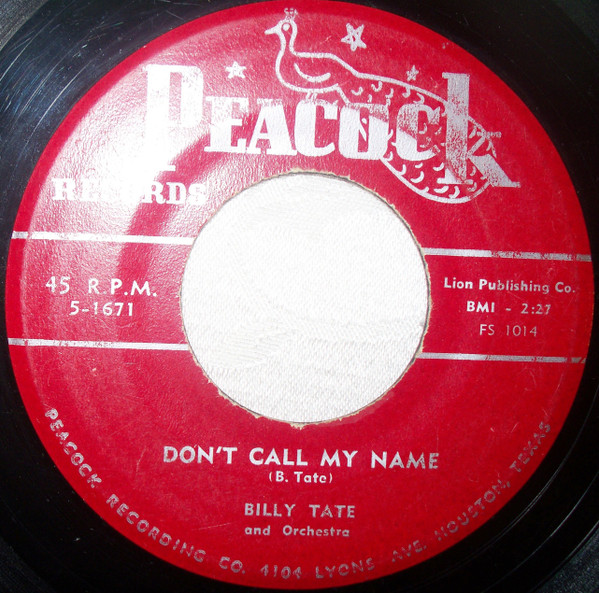 PEACOCK
RECORDS
45 R.P.M.
5-1671
Lion Publishing Co.
BMI - 2:27
FS 1014
DON'T CALL MY NAME
(B. Tate)
BILLY TATE
and Orchestra
PEACOCK RECORDING CO. 4104 LYONS AVE. HOUSTON, TEXAS